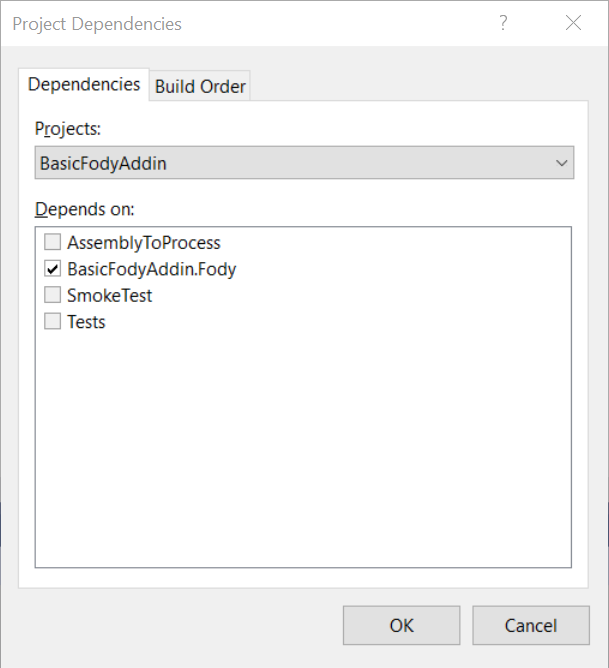 Project Dependencies ?
Dependencies Build Order
Projects:
BasicFodyAddin
Depends on:
AssemblyToProcess
BasicFodyAddin.Fody
SmokeTest
Tests
OK Cancel